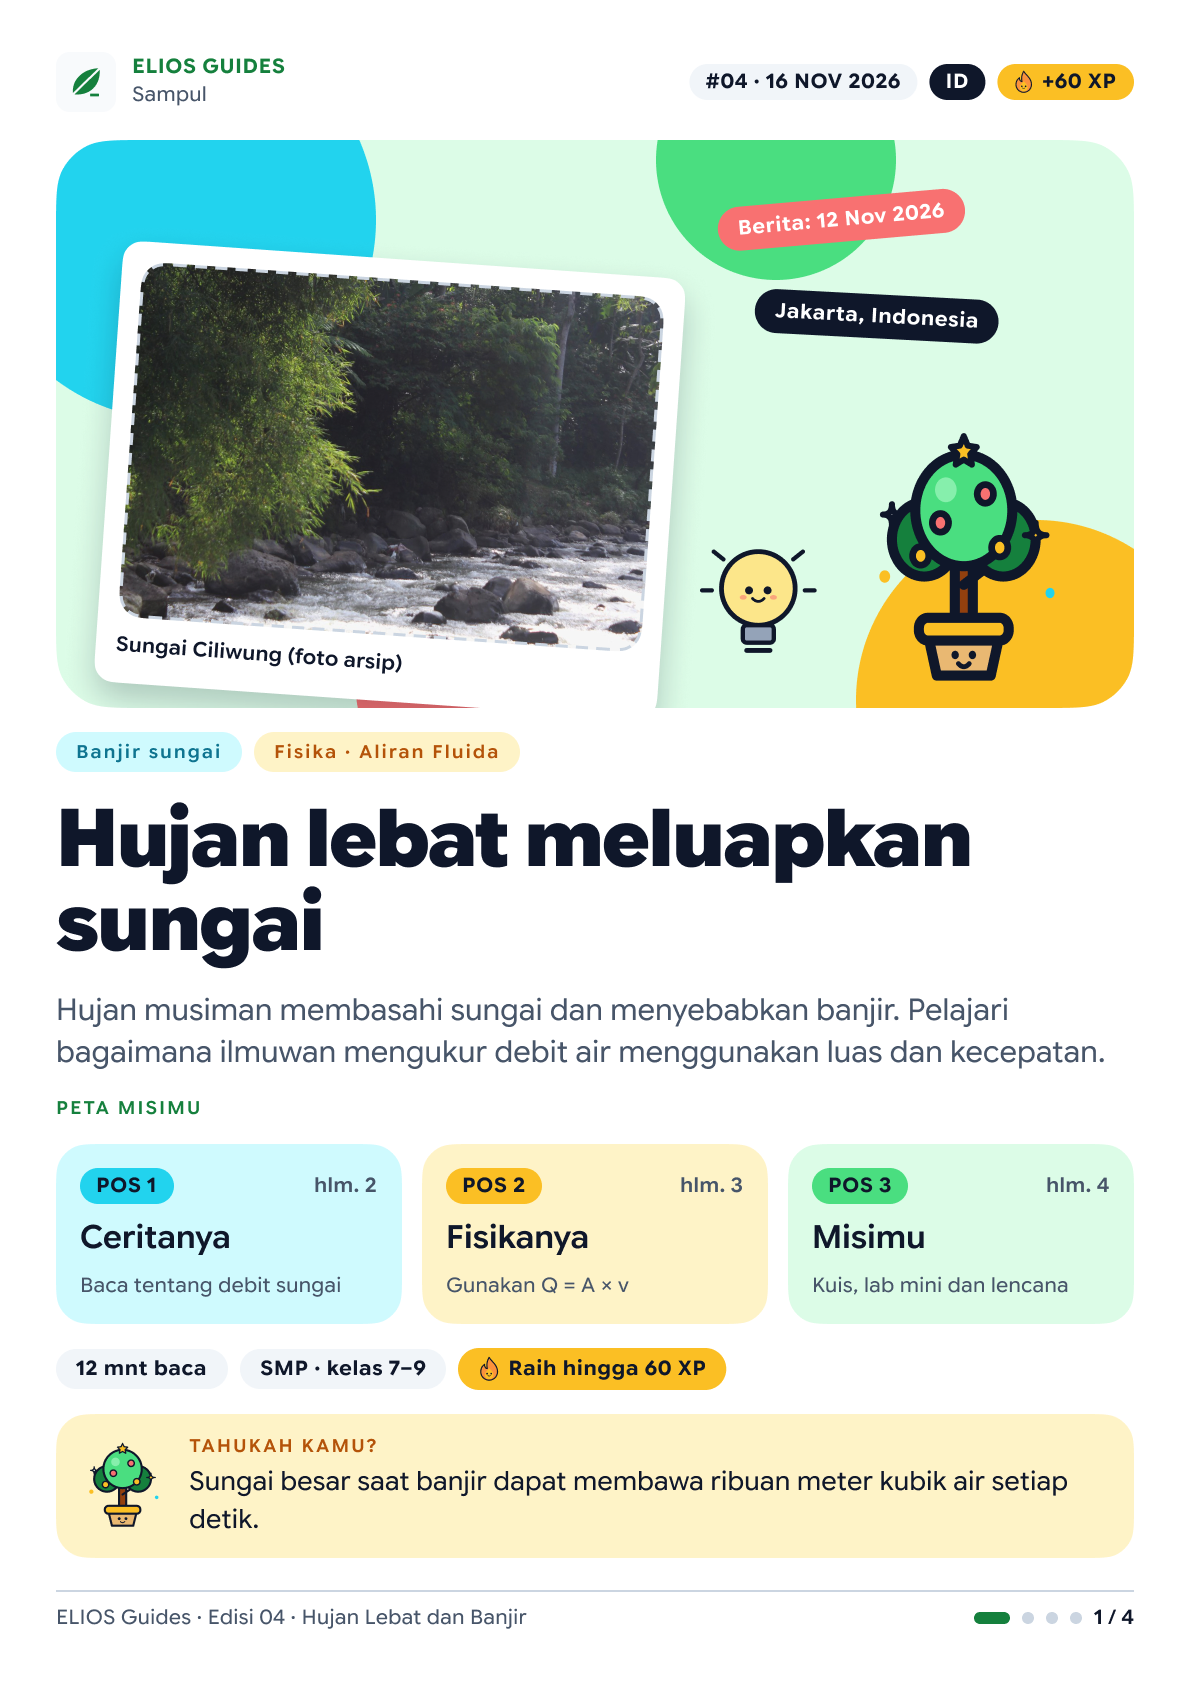 ELIOS GUIDES
Sampul
#04 · 16 NOV 2026
ID
+60 XP
Berita: 12 Nov 2026
Jakarta, Indonesia
Sungai Ciliwung (foto arsip)
Banjir sungai
Fisika · Aliran Fluida
Hujan lebat meluapkan
sungai
Hujan musiman membasahi sungai dan menyebabkan banjir. Pelajari
bagaimana ilmuwan mengukur debit air menggunakan luas dan kecepatan.
PETA MISIMU
POS 1
hlm. 2
Ceritanya
Baca tentang debit sungai
POS 2
hlm. 3
Fisikanya
Gunakan Q = A × v
POS 3
hlm. 4
Misimu
Kuis, lab mini dan lencana
12 mnt baca
SMP · kelas 7–9
Raih hingga 60 XP
TAHUKAH KAMU?
Sungai besar saat banjir dapat membawa ribuan meter kubik air setiap
detik.
ELIOS Guides · Edisi 04 · Hujan Lebat dan Banjir
1 / 4